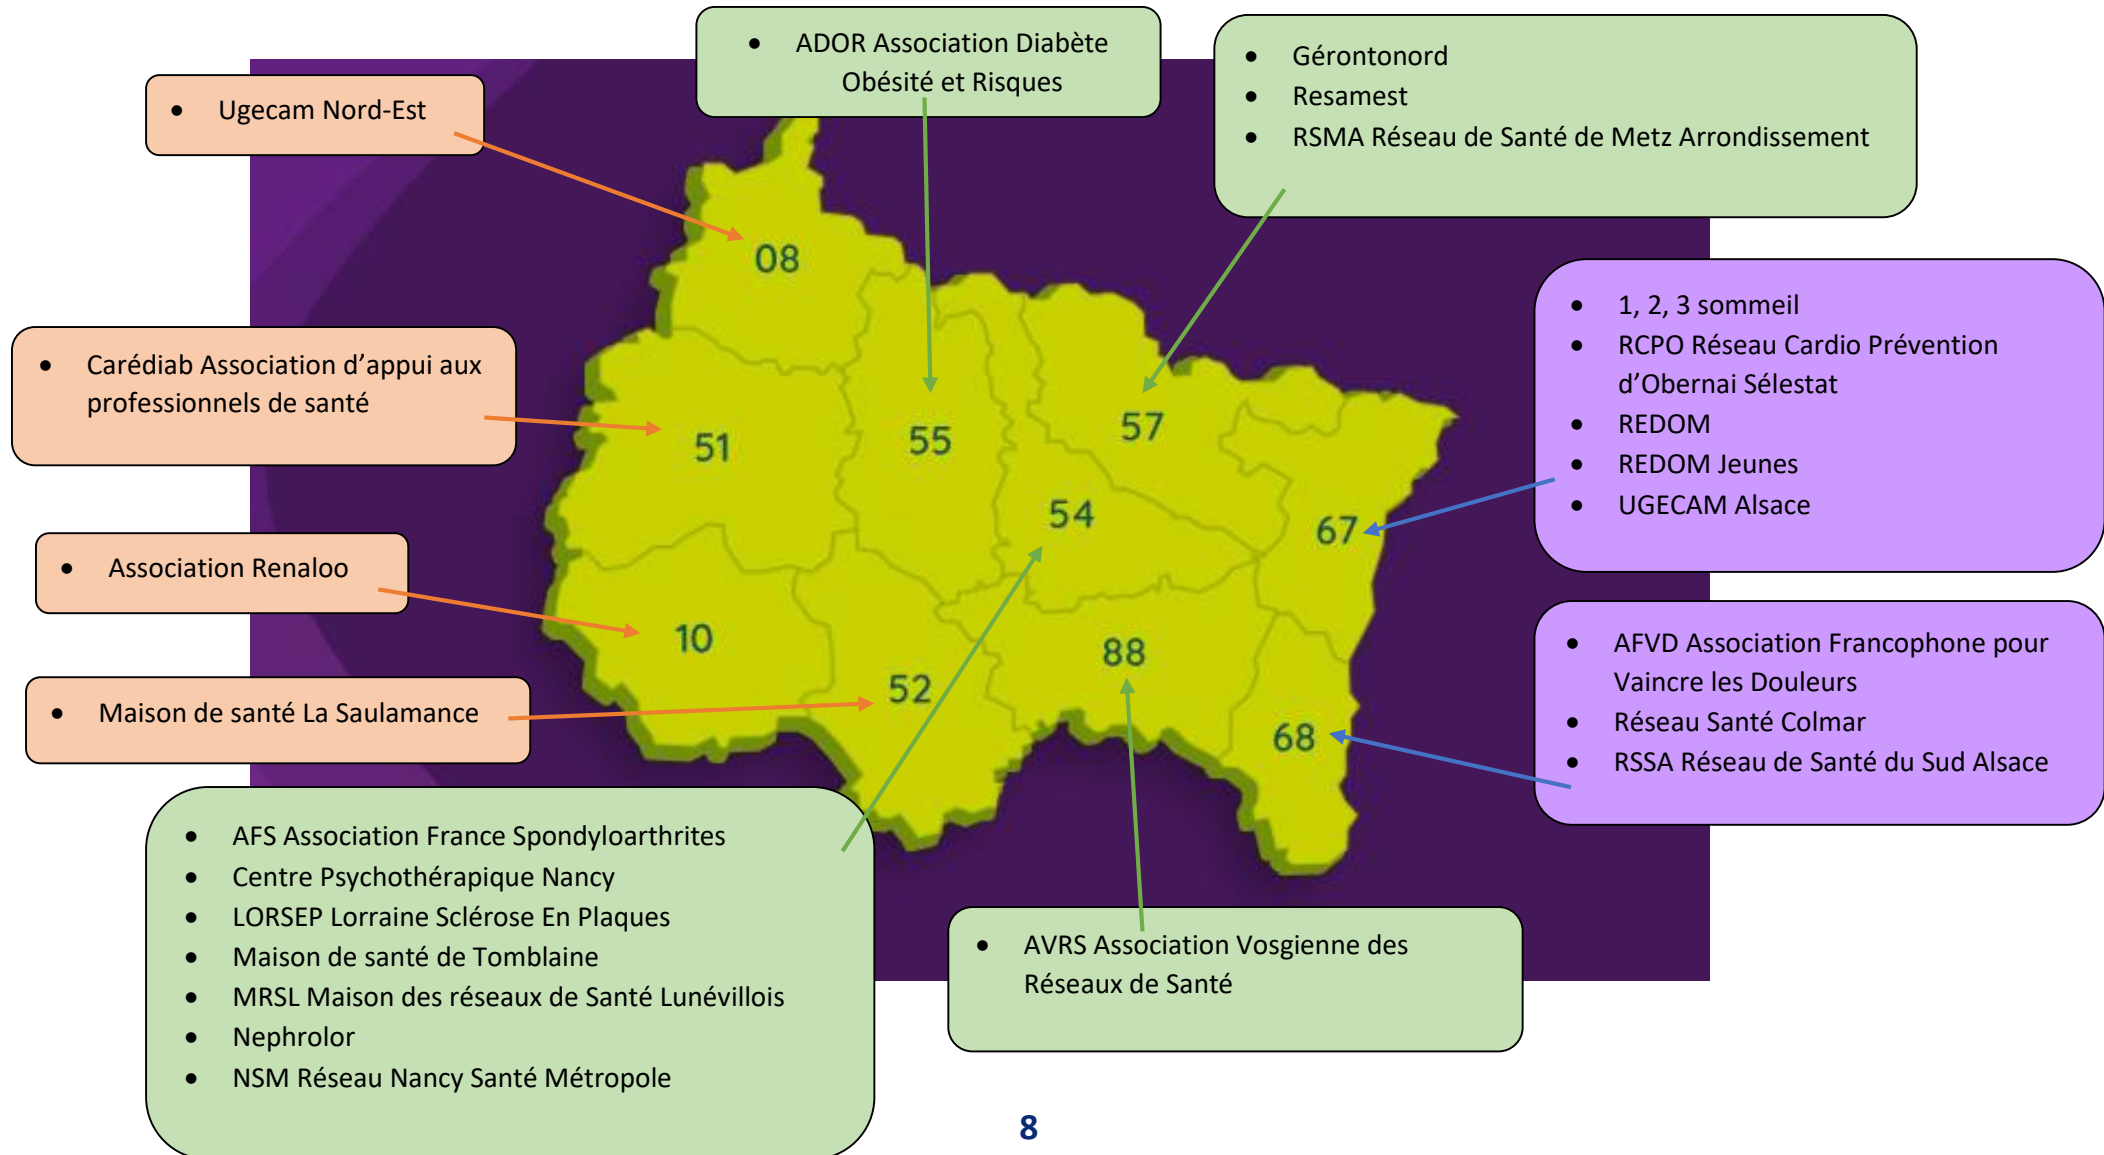 • ADOR Association Diabète
Obésité et Risques
• Gérontonord
• Resamest
• RSMA Réseau de Santé de Metz Arrondissement
• Ugecam Nord-Est
08
• 1, 2, 3 sommeil
• RCPO Réseau Cardio Prévention
d’Obernai Sélestat
• REDOM
• REDOM Jeunes
• UGECAM Alsace
• Carédiab Association d’appui aux
professionnels de santé
51
55
57
54
67
• Association Renaloo
10
88
52
68
• AFVD Association Francophone pour
Vaincre les Douleurs
• Réseau Santé Colmar
• RSSA Réseau de Santé du Sud Alsace
• Maison de santé La Saulamance
• AFS Association France Spondyloarthrites
• Centre Psychothérapique Nancy
• LORSEP Lorraine Sclérose En Plaques
• Maison de santé de Tomblaine
• MRSL Maison des réseaux de Santé Lunévillois
• Nephrolor
• NSM Réseau Nancy Santé Métropole
• AVRS Association Vosgienne des
Réseaux de Santé
8